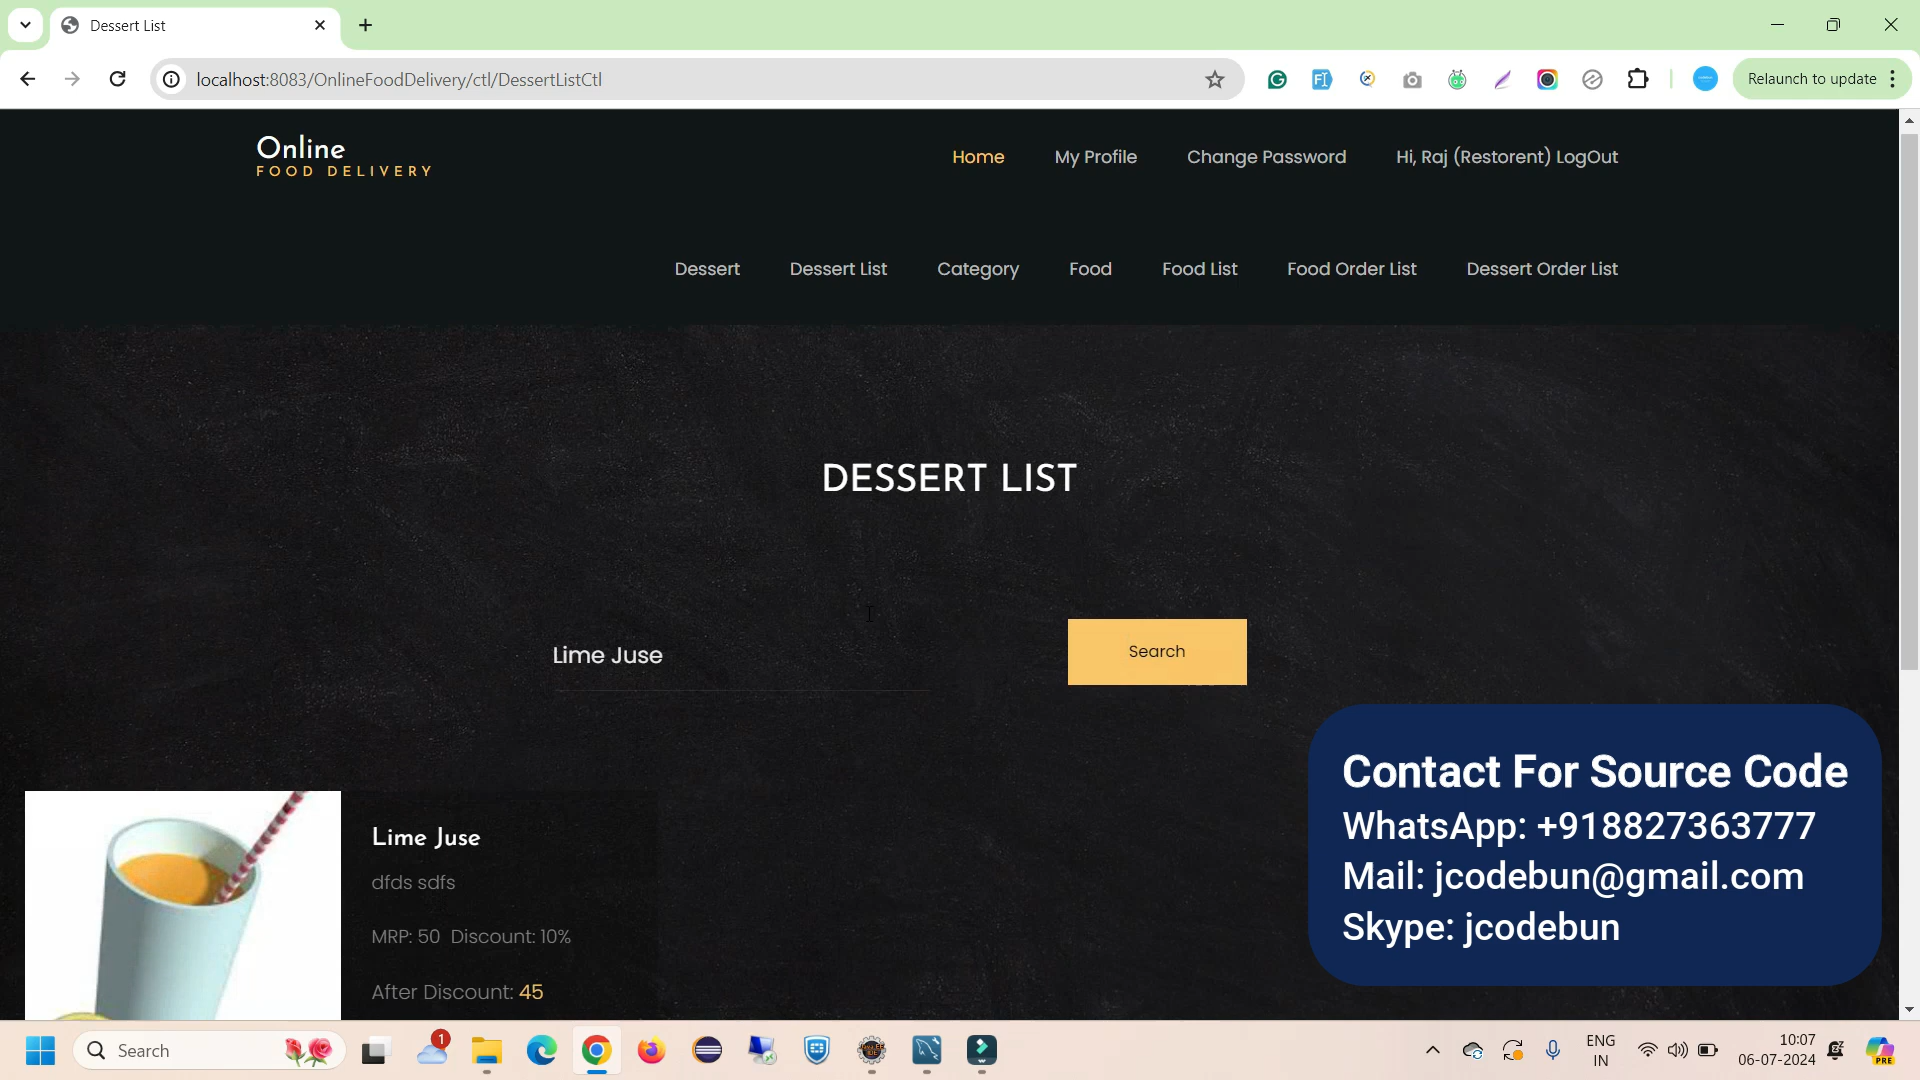 Dessert List
localhost:8083/OnlineFoodDelivery/ctl/DessertListCtl
Relaunch to update
Online
FOOD DELIVERY
Home My Profile Change Password Hi, Raj (Restorent) LogOut
Dessert Dessert List Category Food Food List Food Order List Dessert Order List
DESSERT LIST
Lime Juse
Search
Contact For Source Code
WhatsApp: +918827363777
Mail: jcodebun@gmail.com
Skype: jcodebun
Lime Juse
dfds sdfs
MRP: 50 Discount: 10%
After Discount: 45
Search
1
ENG
IN
10:07
06-07-2024
PRE